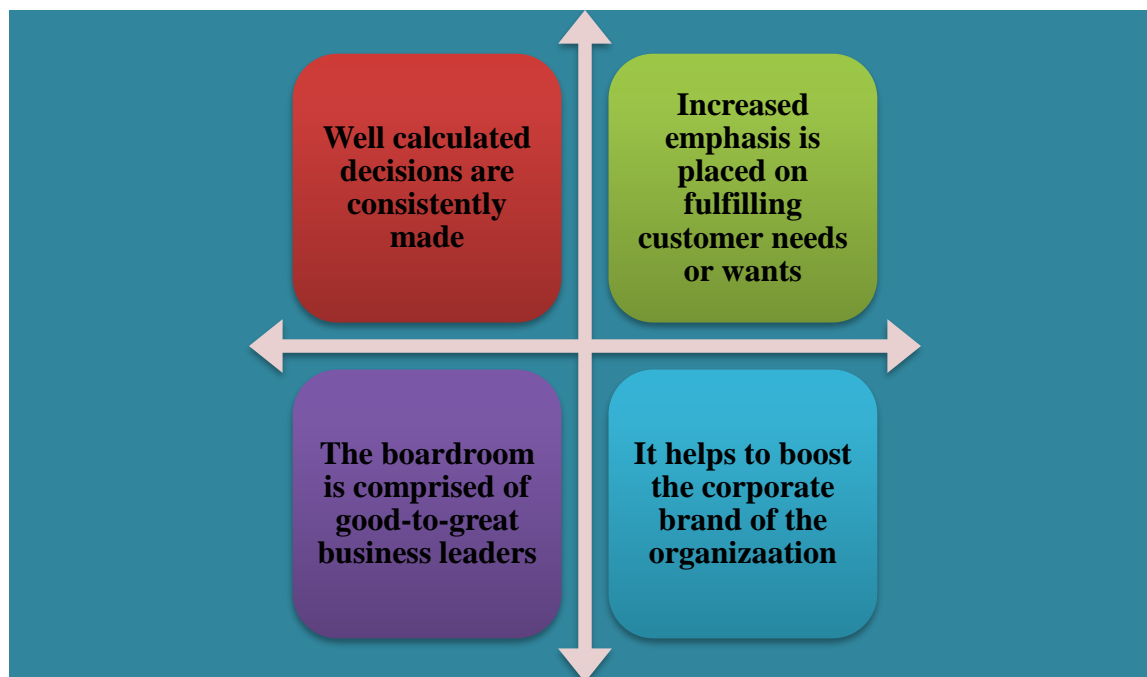 Well calculated
decisions are
consistently
made
Increased
emphasis is
placed on
fulfilling
customer needs
or wants
The boardroom
is comprised of
good-to-great
business leaders
It helps to boost
the corporate
brand of the
organizaation